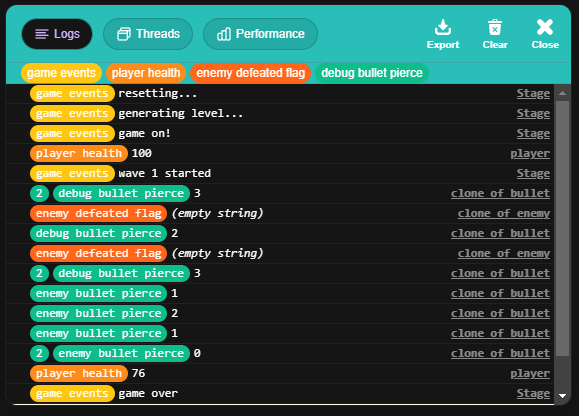 Logs Threads Performance Export Clear Close
game events player health enemy defeated flag debug bullet pierce
game events resetting... Stage
game events generating level... Stage
game events game on! Stage
player health 100 player
game events wave 1 started Stage
2 debug bullet pierce 3 clone of bullet
enemy defeated flag (empty string) clone of enemy
debug bullet pierce 2 clone of bullet
enemy defeated flag (empty string) clone of enemy
2 debug bullet pierce 3 clone of bullet
enemy bullet pierce 1 clone of bullet
enemy bullet pierce 2 clone of bullet
enemy bullet pierce 1 clone of bullet
2 enemy bullet pierce 0 clone of bullet
player health 76 player
game events game over Stage